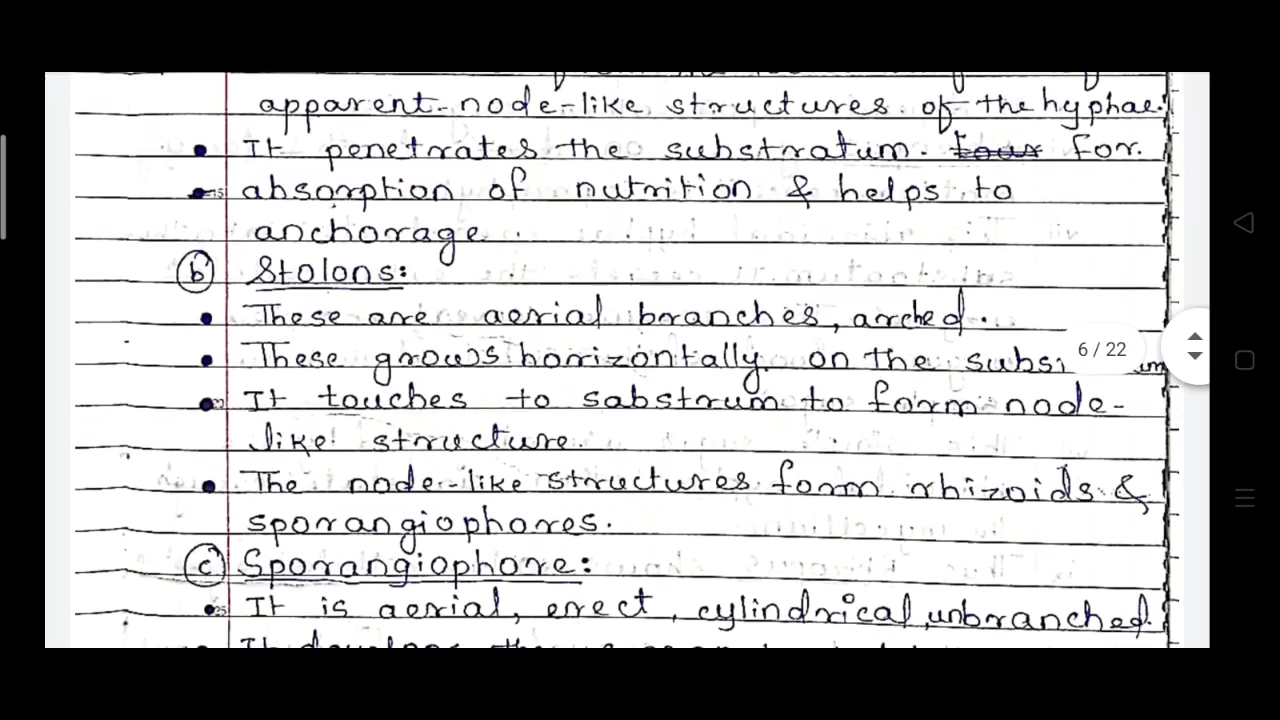 apparent node-like structures of the hyphae.
• It penetrates the substratum. for
absorption of nutrition & helps to
anchorage.
(b) Stolons:
• These are aerial branches, arched.
• These grows horizontally on the
6 / 22
• It touches to sabstrum to form node-
like structure.
• The node-like structures form rhizoids &
sporangiophores.
(c) Sporangiophore:
25
• It is aerial, erect, cylindrical, unbranched.